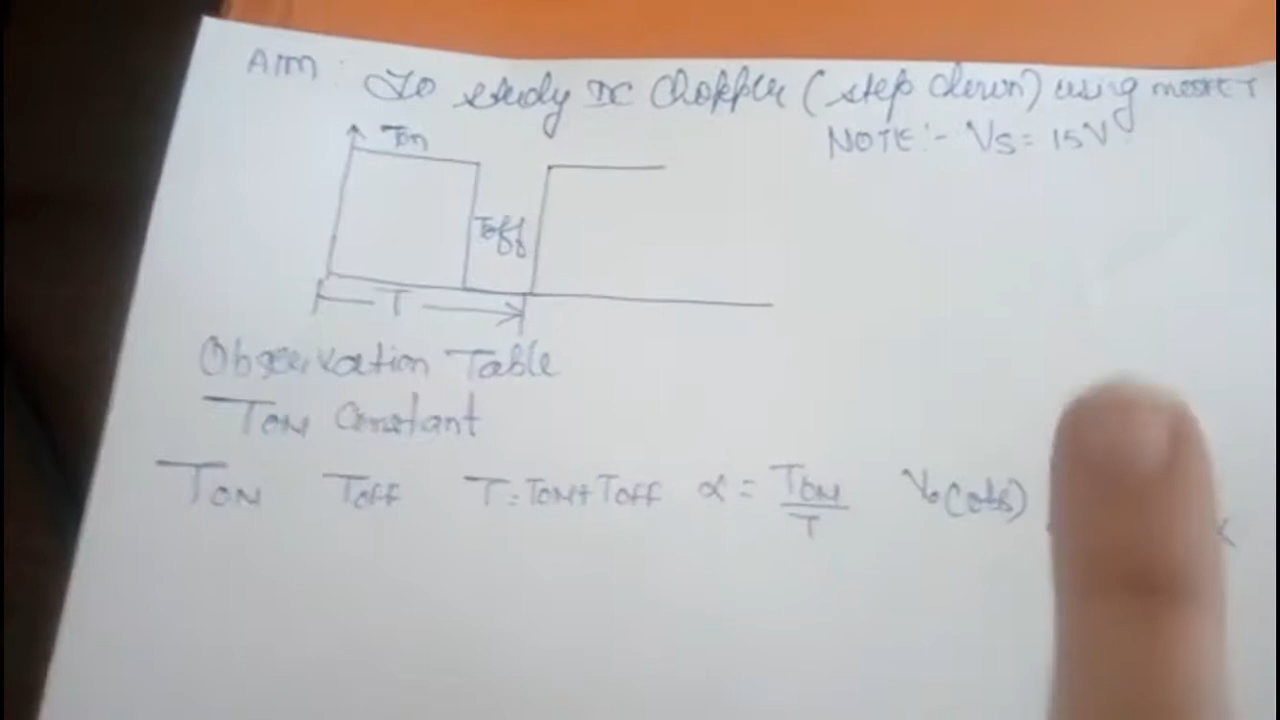 AIM : To study DC Chopper (step down) using MOSFET
NOTE :- Vs = 15V
Ton
Toff
T
Observation Table
TON Constant
TON TOFF T = TON + TOFF α = TON/T Vo(obs)